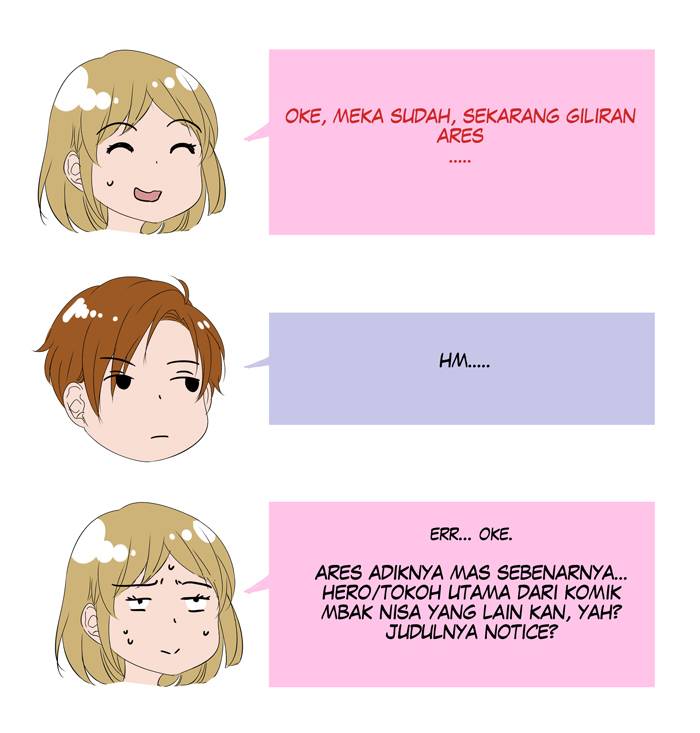 OKE, MEKA SUDAH, SEKARANG GILIRAN
ARES
.....
HM.....
ERR... OKE.
ARES ADIKNYA MAS SEBENARNYA...
HERO/TOKOH UTAMA DARI KOMIK
MBAK NISA YANG LAIN KAN, YAH?
JUDULNYA NOTICE?